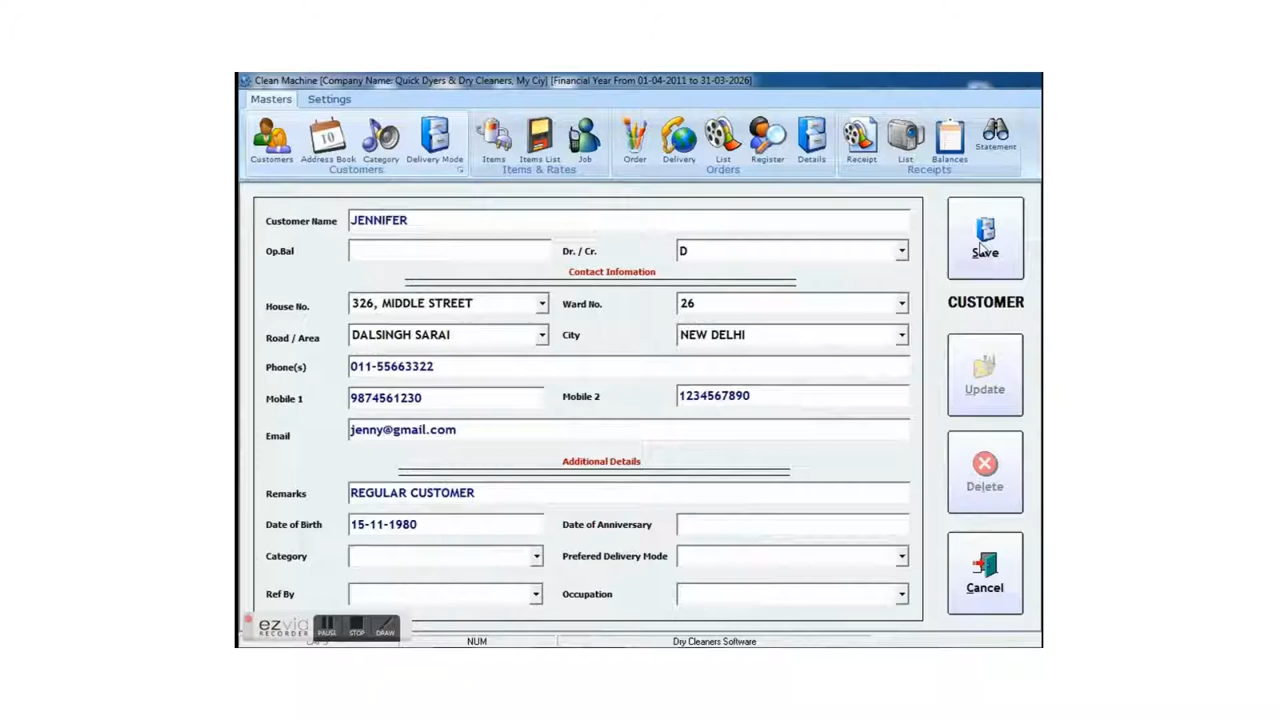 Clean Machine [Company Name: Quick Dyers & Dry Cleaners, My Ciy] [Financial Year From 01-04-2011 to 31-03-2026]
Masters Settings
10
Customers Address Book Category Delivery Mode Items Items List Job Order Delivery List Register Details Receipt List Balances Statement
Customers Items & Rates Orders Receipts
Customer Name JENNIFER
Op.Bal Dr. / Cr. D
Save
Contact Infomation
House No. 326, MIDDLE STREET Ward No. 26
CUSTOMER
Road / Area DALSINGH SARAI City NEW DELHI
Phone(s) 011-55663322
Update
Mobile 1 9874561230 Mobile 2 1234567890
Email jenny@gmail.com
Additional Details
Delete
Remarks REGULAR CUSTOMER
Date of Birth 15-11-1980 Date of Anniversary
Category Prefered Delivery Mode
Cancel
Ref By Occupation
ezvid
RECORDER
PAUSE STOP DRAW
NUM Dry Cleaners Software